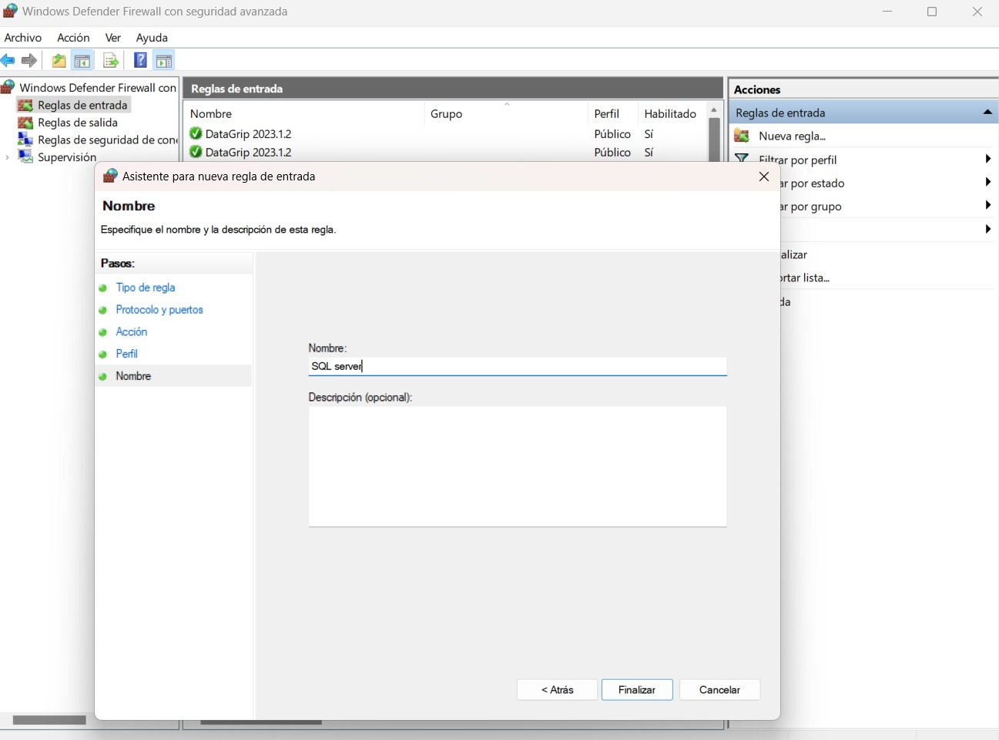 Windows Defender Firewall con seguridad avanzada
Archivo Acción Ver Ayuda
Windows Defender Firewall con
Reglas de entrada
Reglas de salida
Reglas de seguridad de con
Supervisión
Reglas de entrada
Nombre Grupo Perfil Habilitado
DataGrip 2023.1.2 Público Sí
DataGrip 2023.1.2 Público Sí
Acciones
Reglas de entrada
Nueva regla...
Filtrar por perfil
ar por estado
ar por grupo
alizar
ortar lista...
da
Asistente para nueva regla de entrada
Nombre
Especifique el nombre y la descripción de esta regla.
Pasos:
Tipo de regla
Protocolo y puertos
Acción
Perfil
Nombre
Nombre:
SQL server
Descripción (opcional):
< Atrás Finalizar Cancelar